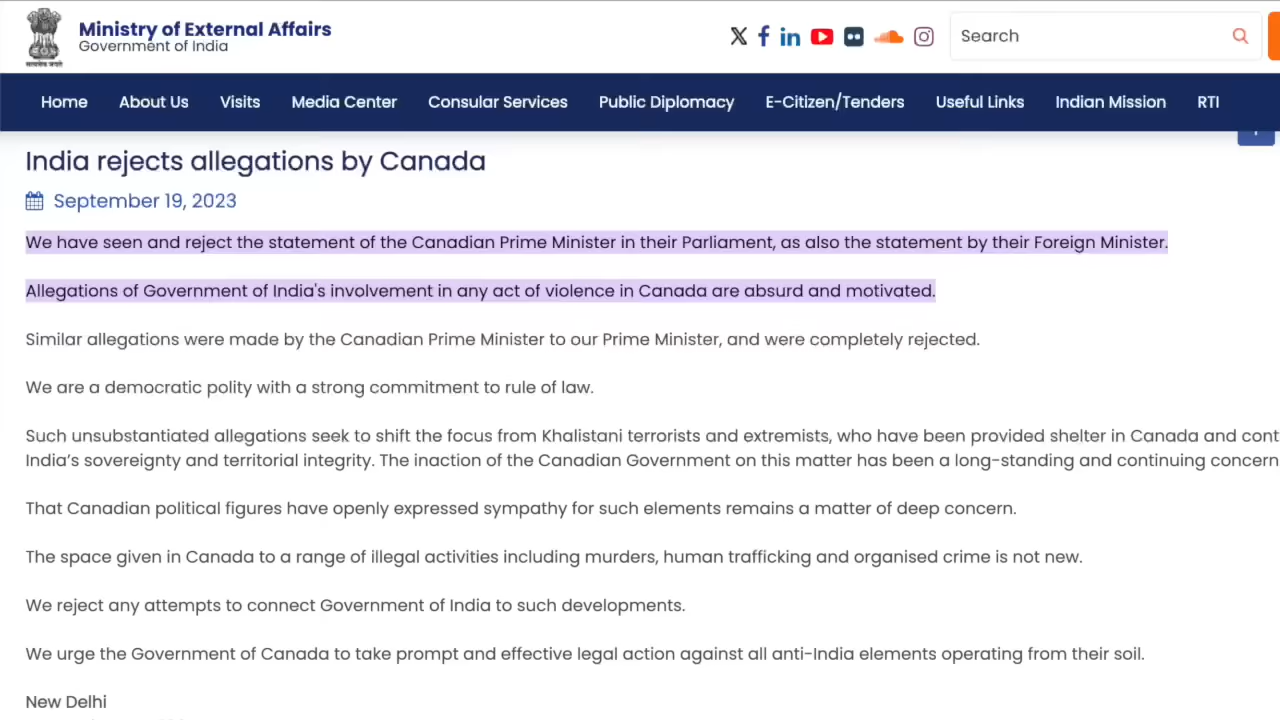 Ministry of External Affairs
Government of India
Search
Home About Us Visits Media Center Consular Services Public Diplomacy E-Citizen/Tenders Useful Links Indian Mission RTI
India rejects allegations by Canada
September 19, 2023
We have seen and reject the statement of the Canadian Prime Minister in their Parliament, as also the statement by their Foreign Minister.
Allegations of Government of India's involvement in any act of violence in Canada are absurd and motivated.
Similar allegations were made by the Canadian Prime Minister to our Prime Minister, and were completely rejected.
We are a democratic polity with a strong commitment to rule of law.
Such unsubstantiated allegations seek to shift the focus from Khalistani terrorists and extremists, who have been provided shelter in Canada and cont
India’s sovereignty and territorial integrity. The inaction of the Canadian Government on this matter has been a long-standing and continuing concern
That Canadian political figures have openly expressed sympathy for such elements remains a matter of deep concern.
The space given in Canada to a range of illegal activities including murders, human trafficking and organised crime is not new.
We reject any attempts to connect Government of India to such developments.
We urge the Government of Canada to take prompt and effective legal action against all anti-India elements operating from their soil.
New Delhi